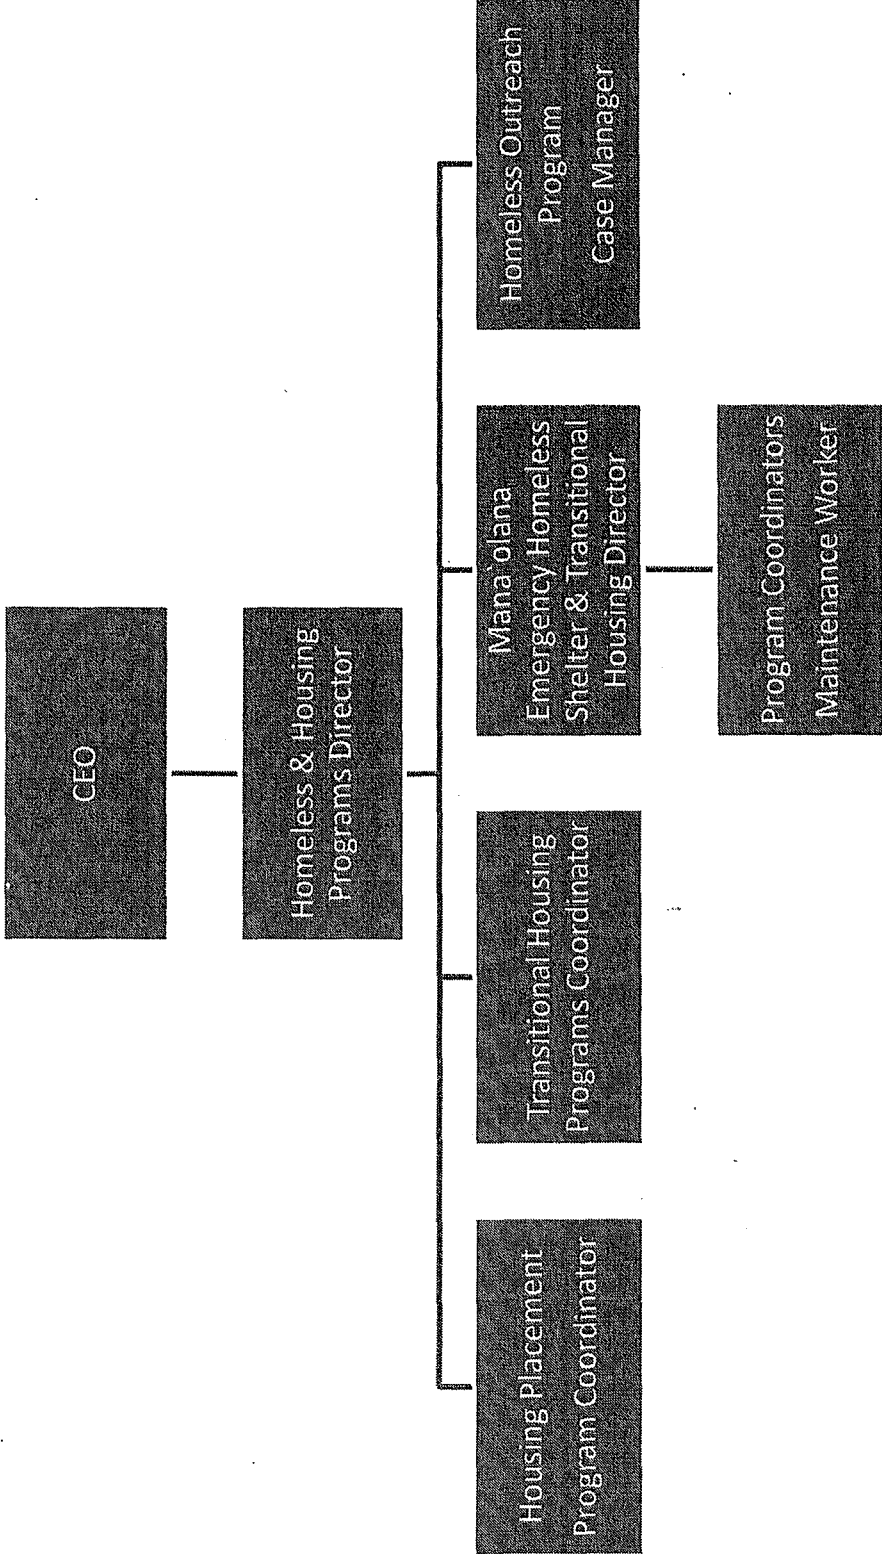 CEO
Homeless & Housing
Programs Director
Housing Placement
Program Coordinator
Transitional Housing
Programs Coordinator
Mana`olana
Emergency Homeless
Shelter & Transitional
Housing Director
Homeless Outreach
Program
Case Manager
Program Coordinators
Maintenance Worker